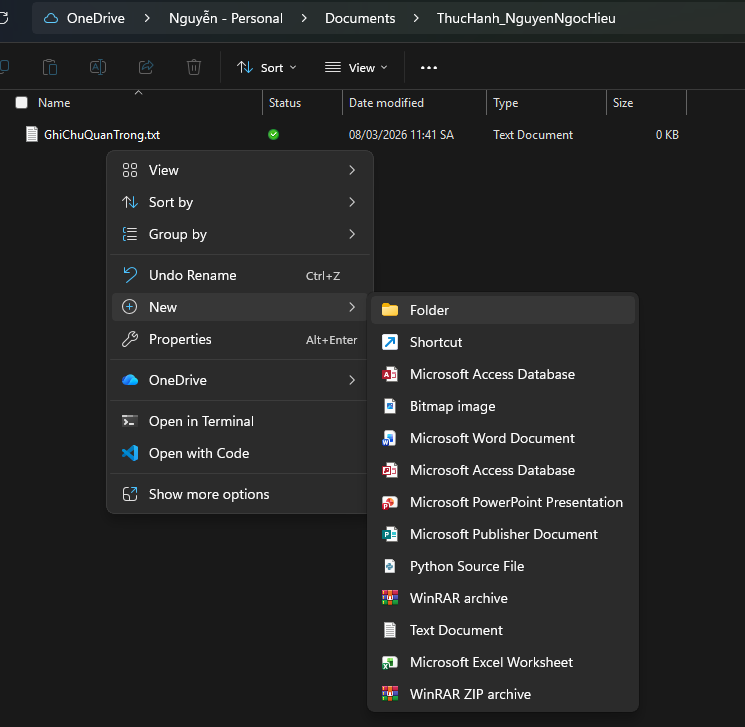 OneDrive > Nguyễn - Personal > Documents > ThucHanh_NguyenNgocHieu
Sort View ...
Name Status Date modified Type Size
GhiChuQuanTrong.txt 08/03/2026 11:41 SA Text Document 0 KB
View
Sort by
Group by
Undo Rename Ctrl+Z
New
Properties Alt+Enter
OneDrive
Open in Terminal
Open with Code
Show more options
Folder
Shortcut
Microsoft Access Database
Bitmap image
Microsoft Word Document
Microsoft Access Database
Microsoft PowerPoint Presentation
Microsoft Publisher Document
Python Source File
WinRAR archive
Text Document
Microsoft Excel Worksheet
WinRAR ZIP archive